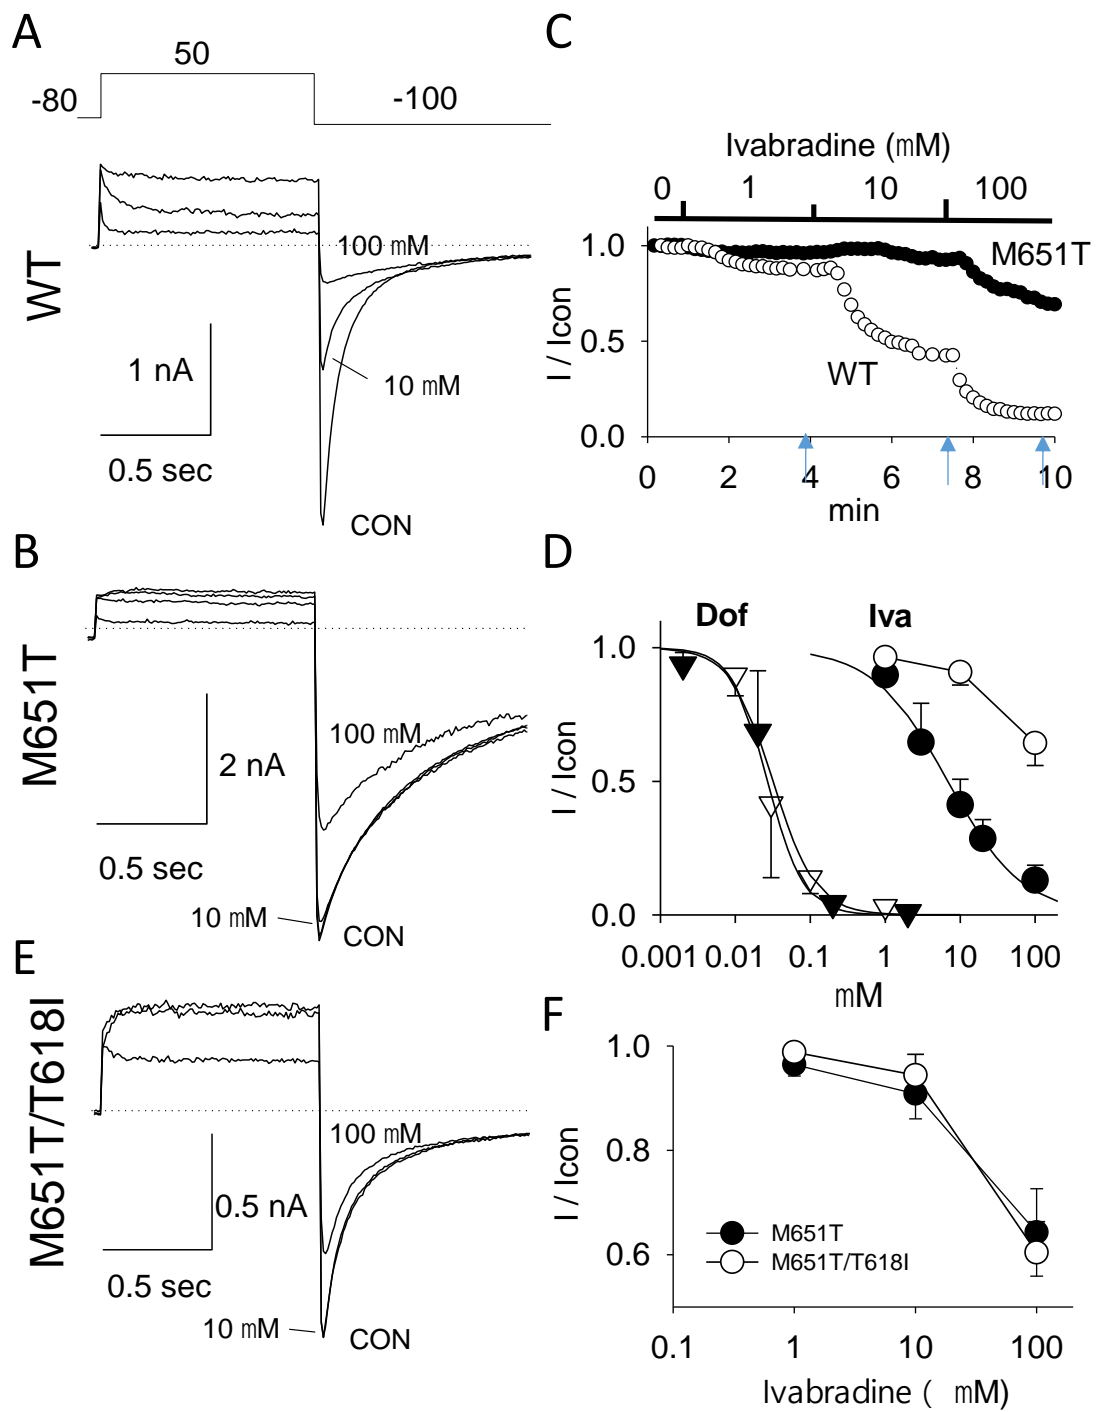 A
50
-80
-100
WT
100 mM
10 mM
1 nA
0.5 sec
CON
C
Ivabradine (mM)
0 1 10 100
1.0
0.5
0.0
I / Icon
M651T
WT
0 2 4 6 8 10
min
B
M651T
100 mM
2 nA
0.5 sec
10 mM
CON
D
Dof Iva
1.0
0.5
0.0
I / Icon
0.001 0.01 0.1 1 10 100
mM
E
M651T/T618I
100 mM
0.5 nA
0.5 sec
10 mM
CON
F
1.0
0.8
0.6
I / Icon
M651T
M651T/T618I
0.1 1 10 100
Ivabradine ( mM)